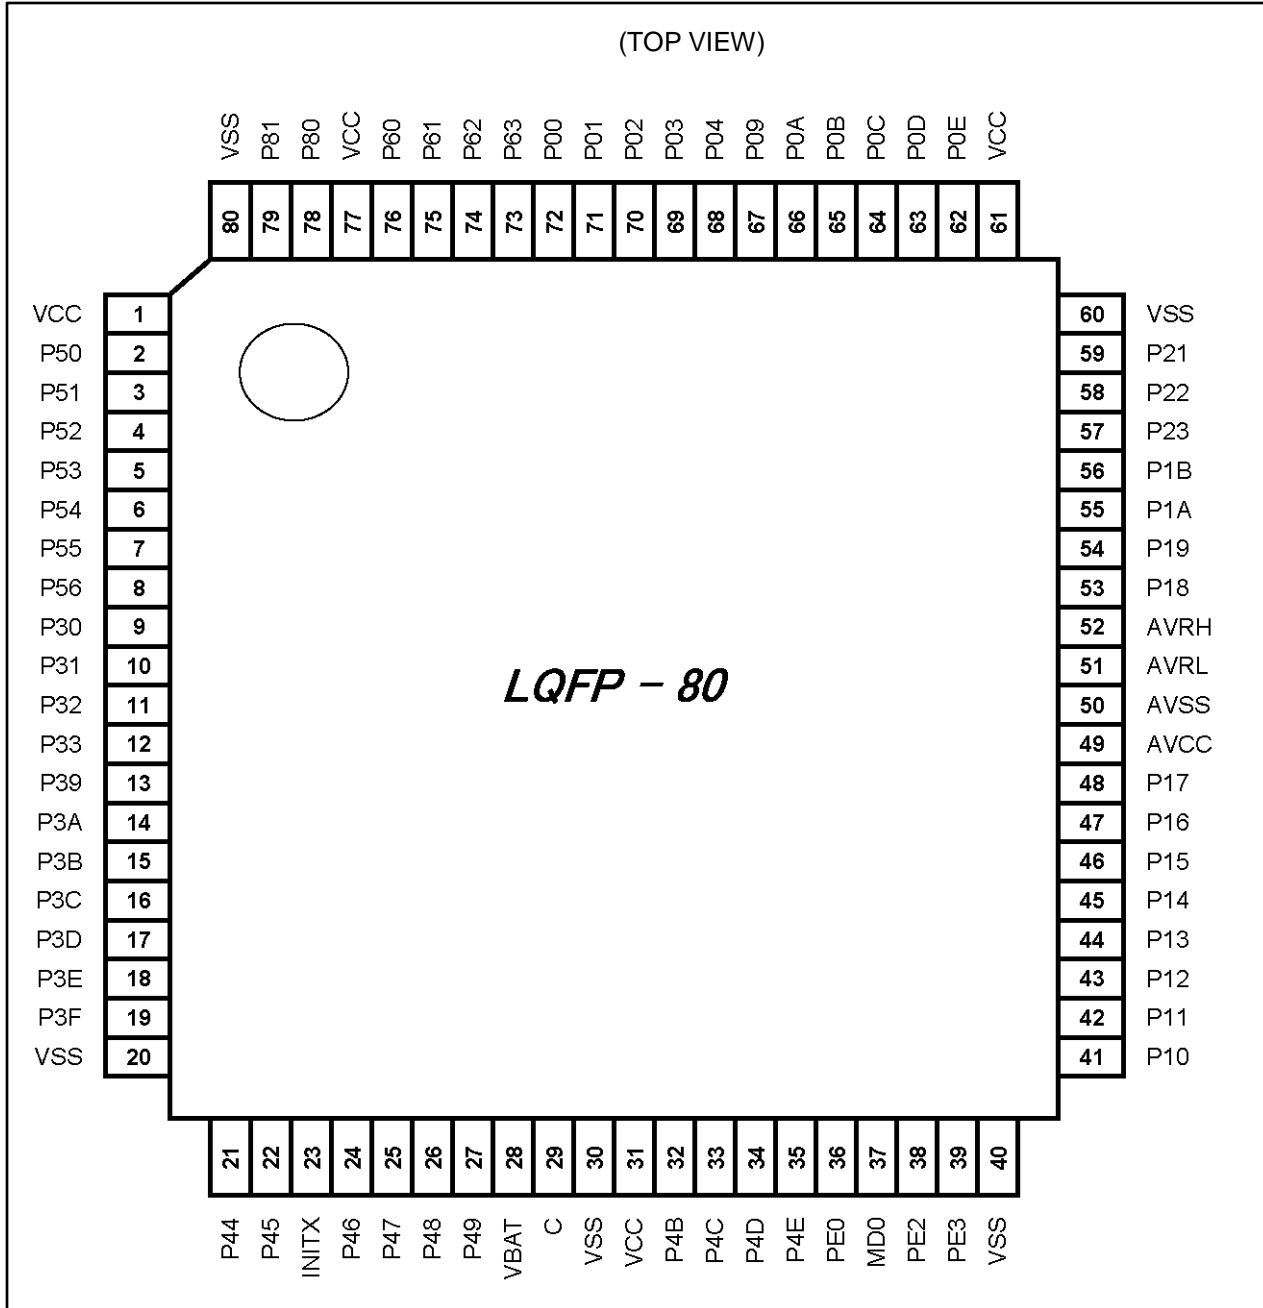 (TOP VIEW)
VSS P81 P80 VCC P60 P61 P62 P63 P00 P01 P02 P03 P04 P09 P0A P0B P0C P0D P0E VCC
80 79 78 77 76 75 74 73 72 71 70 69 68 67 66 65 64 63 62 61
VCC 1 60 VSS
P50 2 59 P21
P51 3 58 P22
P52 4 57 P23
P53 5 56 P1B
P54 6 55 P1A
P55 7 54 P19
P56 8 53 P18
P30 9 52 AVRH
P31 10 51 AVRL
P32 11 50 AVSS
P33 12 49 AVCC
P39 13 48 P17
P3A 14 47 P16
P3B 15 46 P15
P3C 16 45 P14
P3D 17 44 P13
P3E 18 43 P12
P3F 19 42 P11
VSS 20 41 P10
LQFP - 80
21 22 23 24 25 26 27 28 29 30 31 32 33 34 35 36 37 38 39 40
P44 P45 INITX P46 P47 P48 P49 VBAT C VSS VCC P4B P4C P4D P4E PE0 MD0 PE2 PE3 VSS